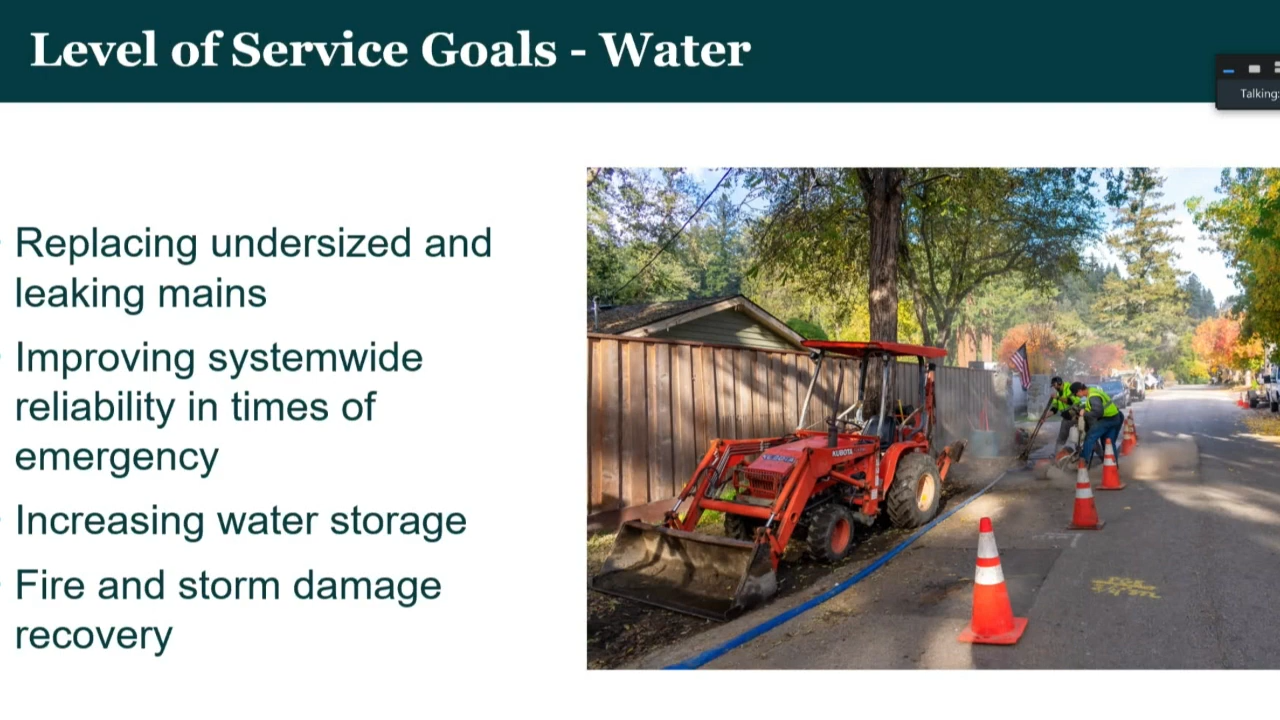 Level of Service Goals - Water
Talking:
Replacing undersized and
leaking mains
Improving systemwide
reliability in times of
emergency
Increasing water storage
Fire and storm damage
recovery
KUBOTA